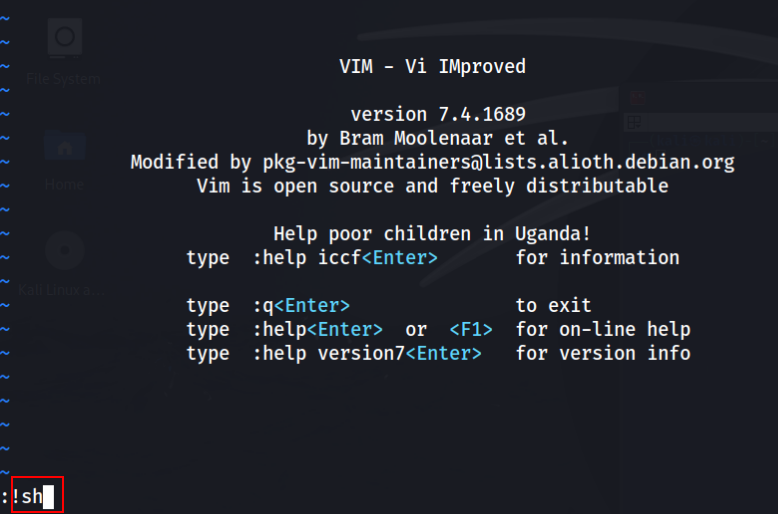 ~
~
File System
~ VIM - Vi IMproved
~
~ version 7.4.1689
~ by Bram Moolenaar et al.
~ Modified by pkg-vim-maintainers@lists.alioth.debian.org
~ Vim is open source and freely distributable
Home
~
~ Help poor children in Uganda!
~ type :help iccf<Enter> for information
Kali Linux a...
~
~ type :q<Enter> to exit
~ type :help<Enter> or <F1> for on-line help
~ type :help version7<Enter> for version info
~
~
~
~
~
:!sh